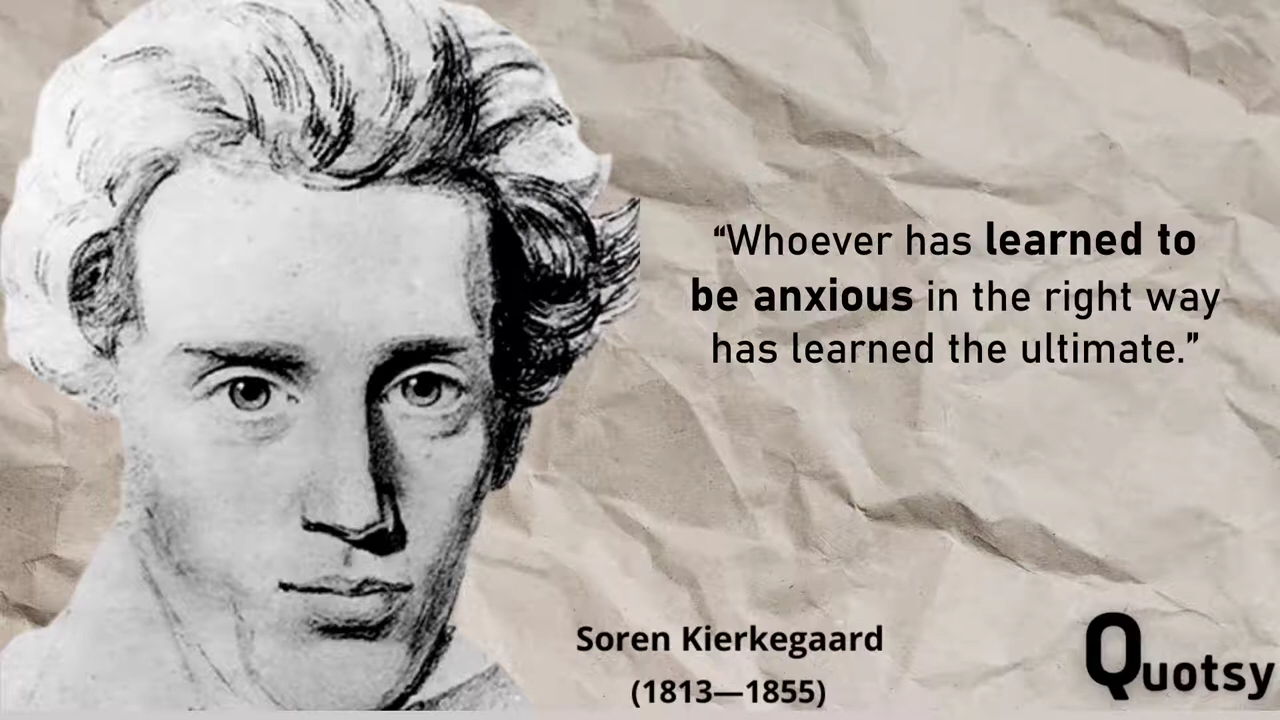 “Whoever has learned to
be anxious in the right way
has learned the ultimate.”
Soren Kierkegaard
(1813—1855)
Quotsy